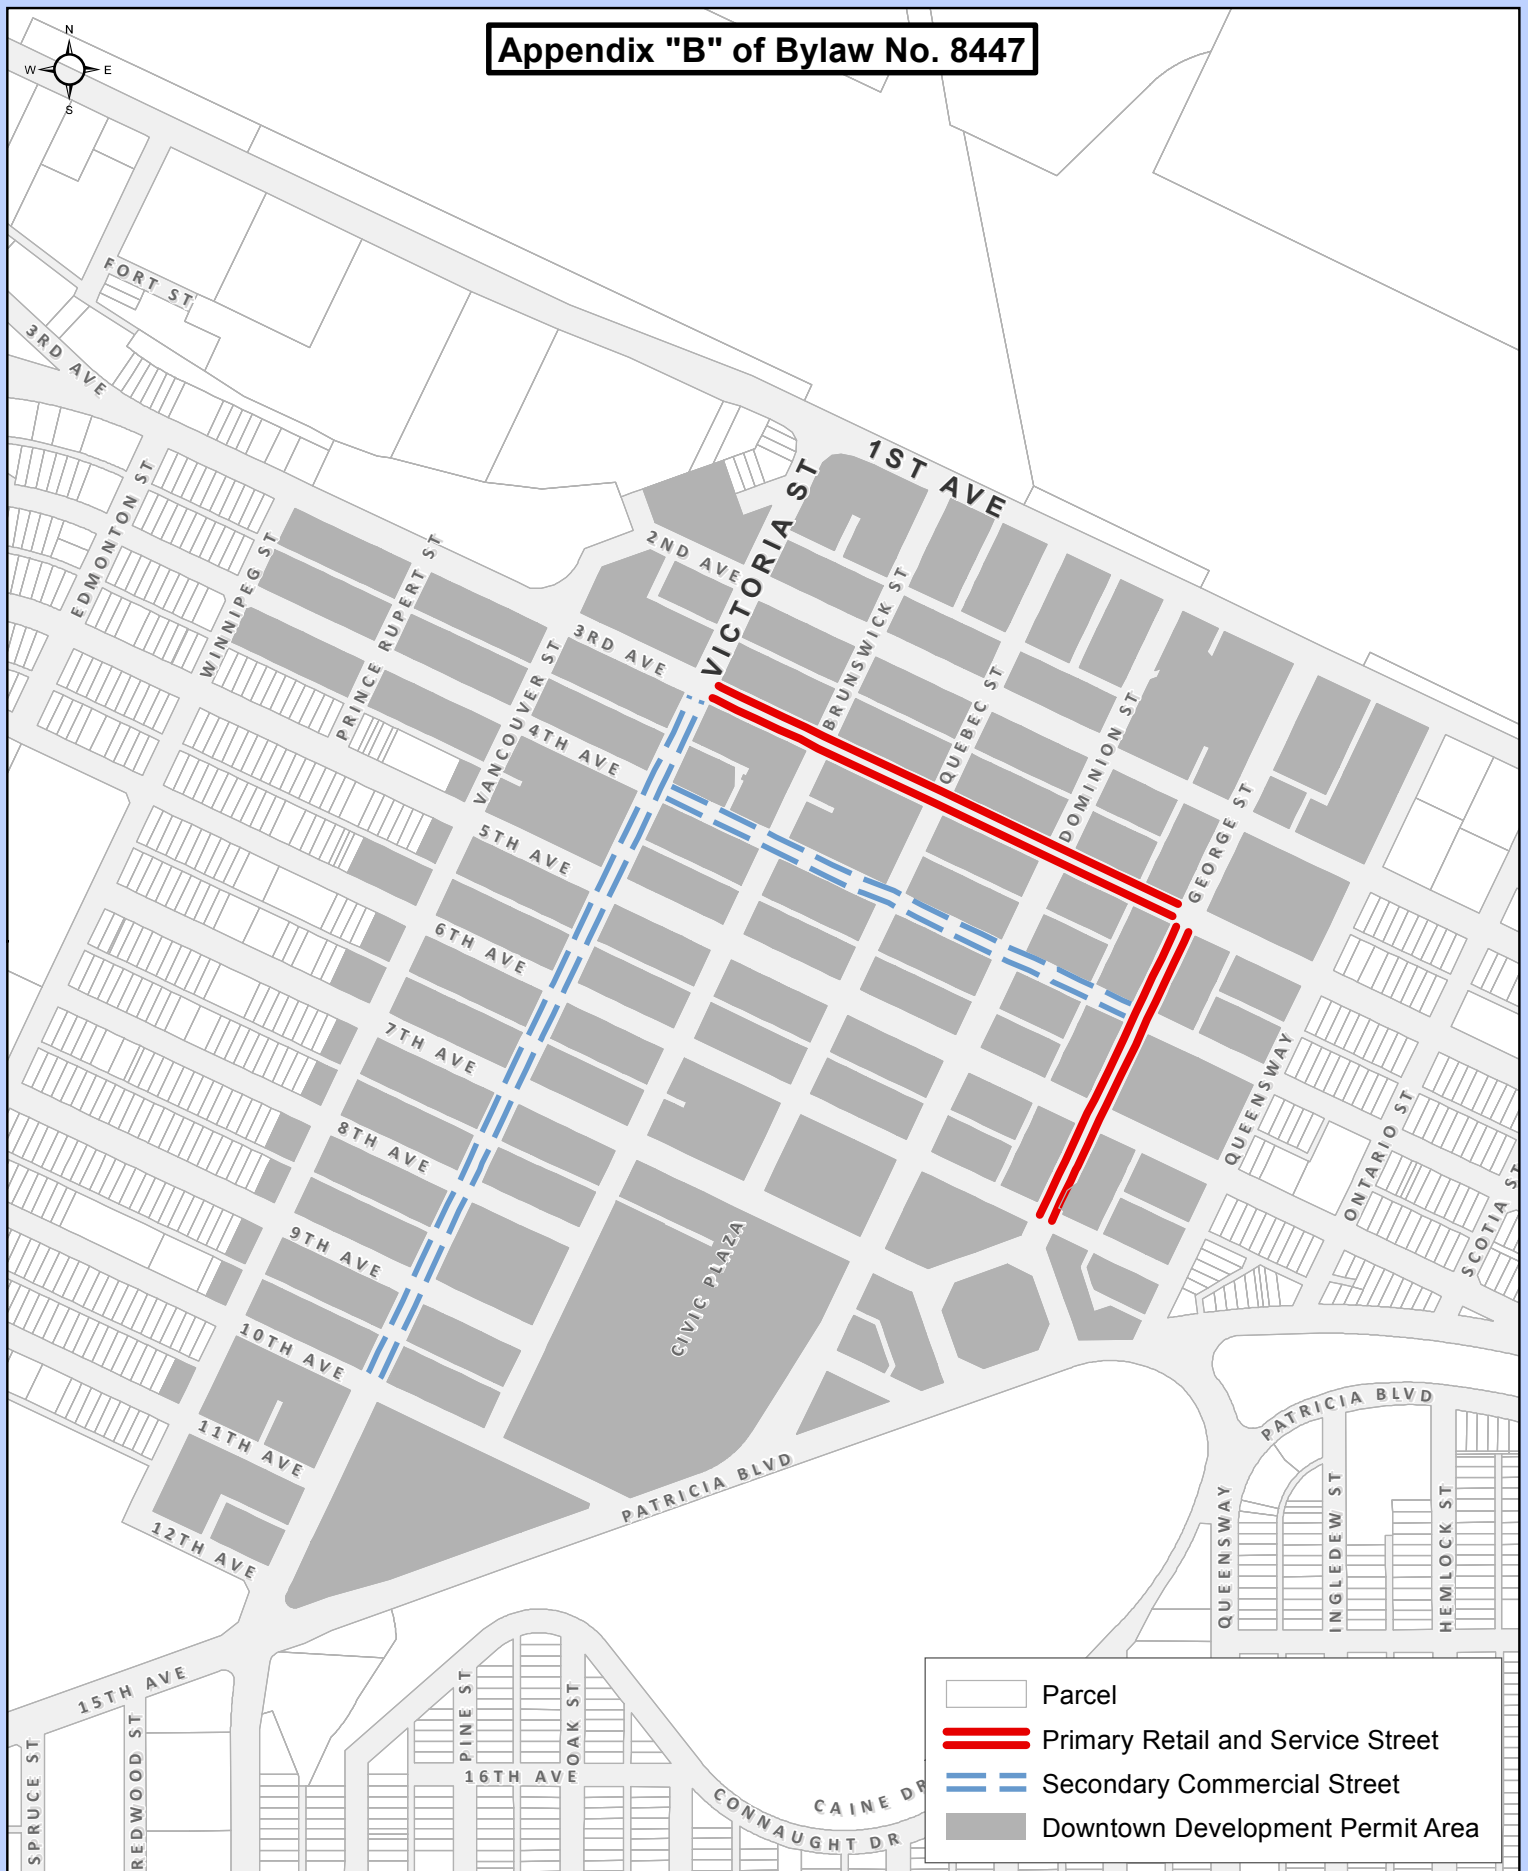 Appendix "B" of Bylaw No. 8447
N
W E
S
FORT ST
3RD AVE
1ST AVE
VICTORIA ST
EDMONTON ST
WINNIPEG ST
PRINCE RUPERT ST
2ND AVE
BRUNSWICK ST
3RD AVE
VANCOUVER ST
QUEBEC ST
DOMINION ST
4TH AVE
GEORGE ST
5TH AVE
6TH AVE
7TH AVE
QUEENSWAY
8TH AVE
ONTARIO ST
SCOTIA ST
9TH AVE
CIVIC PLAZA
10TH AVE
11TH AVE
12TH AVE
PATRICIA BLVD
PATRICIA BLVD
QUEENSWAY
INGLEDEW ST
HEMLOCK ST
15TH AVE
SPRUCE ST
REDWOOD ST
PINE ST
OAK ST
16TH AVE
CONNAUGHT DR
CAINE DR
Parcel
Primary Retail and Service Street
Secondary Commercial Street
Downtown Development Permit Area